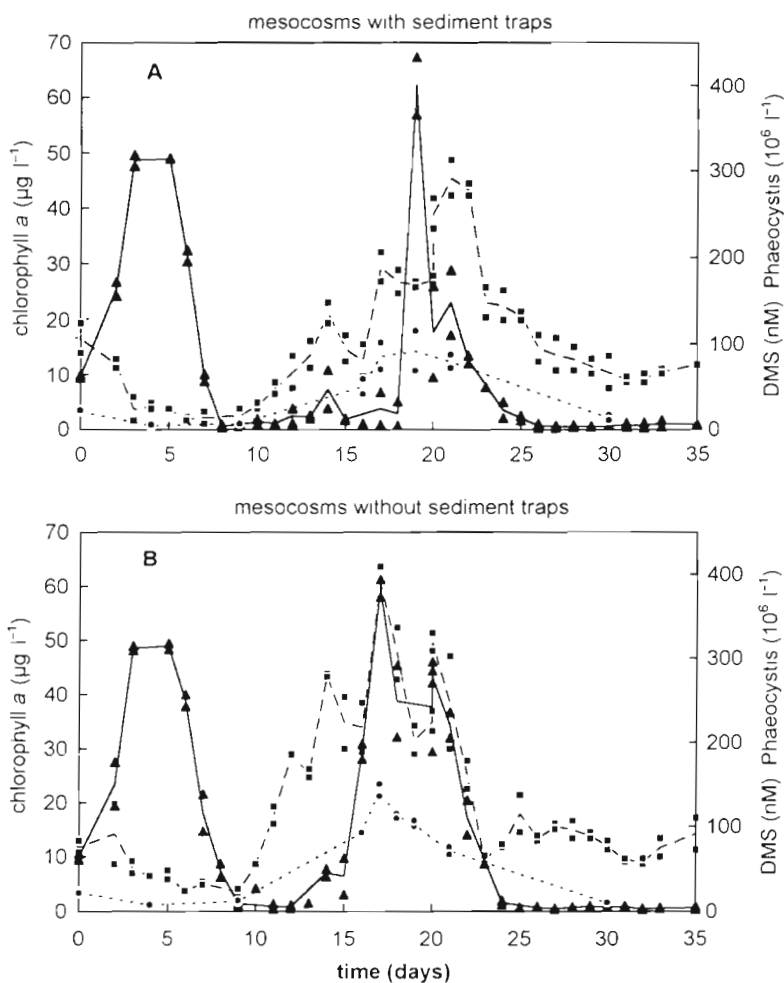 mesocosms with sediment traps
A
70
60
50
40
30
20
10
0
chlorophyll a (µg l⁻¹)
400
300
200
100
0
DMS (nM) Phaeocystis (10⁶ l⁻¹)
0 5 10 15 20 25 30 35
mesocosms without sediment traps
B
70
60
50
40
30
20
10
0
chlorophyll a (µg l⁻¹)
400
300
200
100
0
DMS (nM) Phaeocystis (10⁶ l⁻¹)
0 5 10 15 20 25 30 35
time (days)